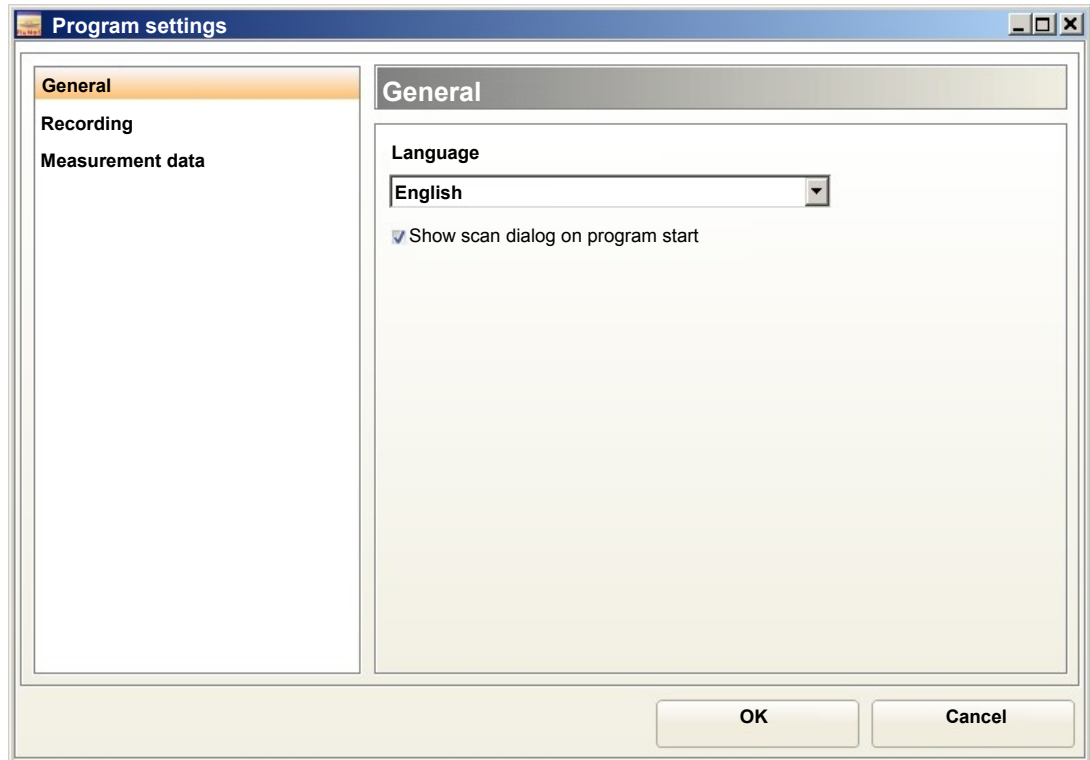 Program settings
General
Recording
Measurement data
General
Language
English
Show scan dialog on program start
OK
Cancel